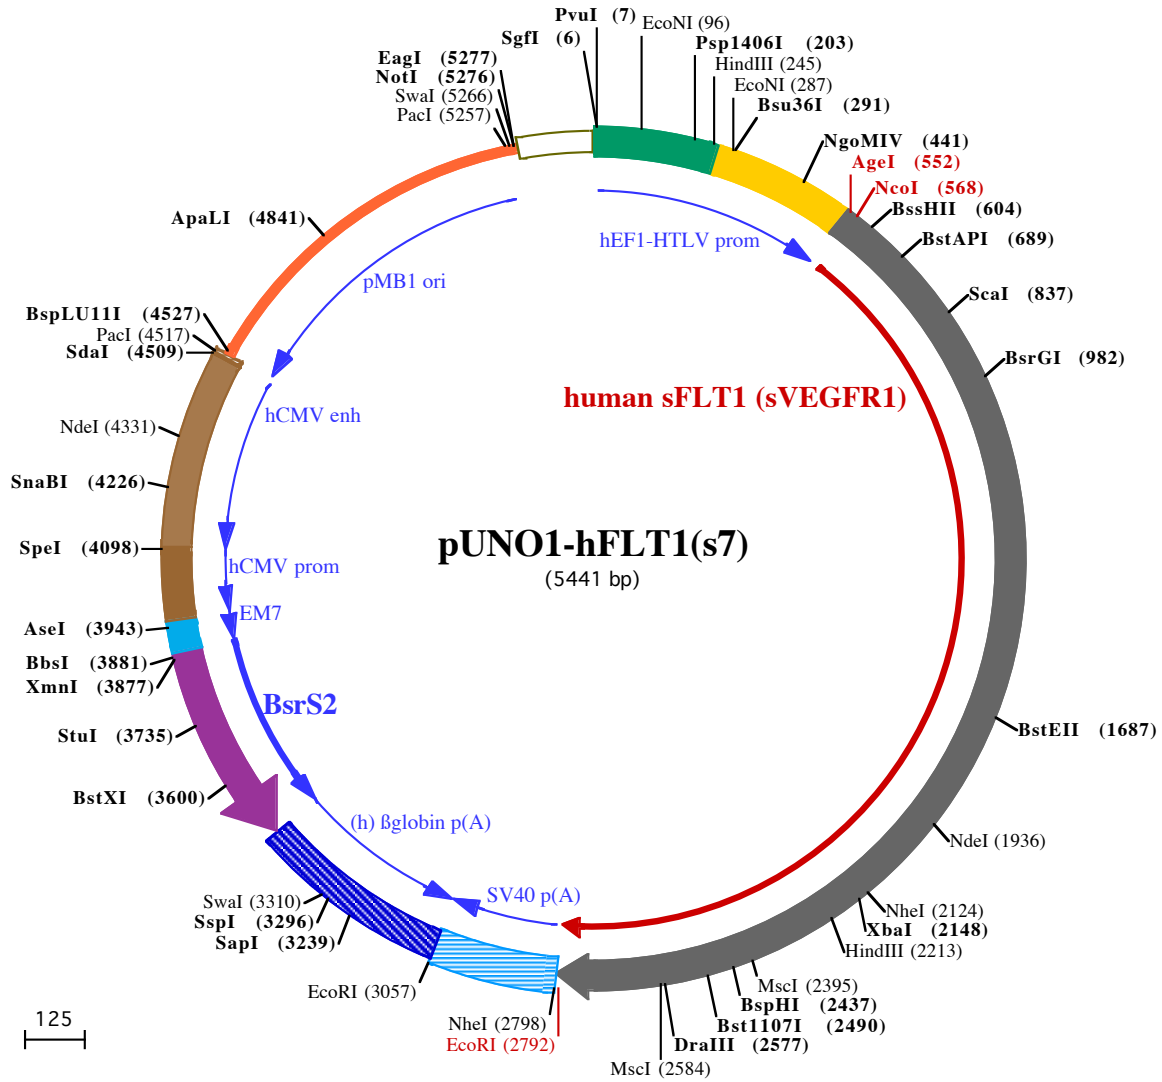 PvuI (7)
EcoNI (96)
SgfI (6)
Psp1406I (203)
EagI (5277)
HindIII (245)
NotI (5276)
EcoNI (287)
SwaI (5266)
Bsu36I (291)
PacI (5257)
NgoMIV (441)
AgeI (552)
NcoI (568)
BssHII (604)
ApaLI (4841)
hEF1-HTLV prom
BstAPI (689)
pMB1 ori
ScaI (837)
BspLU11I (4527)
PacI (4517)
SdaI (4509)
BsrGI (982)
human sFLT1 (sVEGFR1)
hCMV enh
NdeI (4331)
SnaBI (4226)
pUNO1-hFLT1(s7)
SpeI (4098)
hCMV prom
(5441 bp)
EM7
AseI (3943)
BbsI (3881)
XmnI (3877)
BsrS2
StuI (3735)
BstEII (1687)
BstXI (3600)
(h) ßglobin p(A)
NdeI (1936)
SV40 p(A)
SwaI (3310)
NheI (2124)
SspI (3296)
XbaI (2148)
SapI (3239)
HindIII (2213)
MscI (2395)
EcoRI (3057)
BspHI (2437)
125
NheI (2798)
Bst1107I (2490)
EcoRI (2792)
DraIII (2577)
MscI (2584)